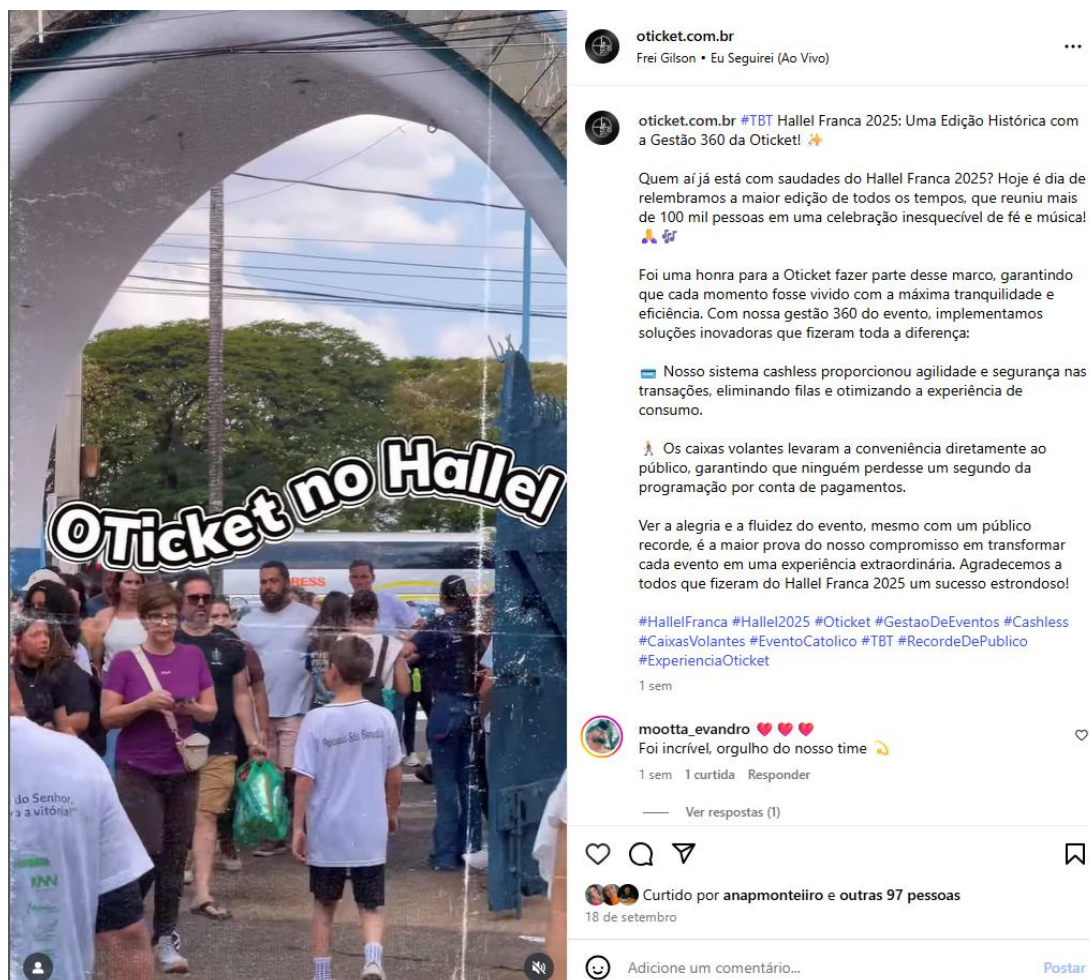 OTicket no Hallel
RESS
do Senhor,
a a vitória!"
KNN
oticket.com.br
Frei Gilson • Eu Seguirei (Ao Vivo)
oticket.com.br #TBT Hallel Franca 2025: Uma Edição Histórica com
a Gestão 360 da Oticket! ✨
Quem aí já está com saudades do Hallel Franca 2025? Hoje é dia de
relembramos a maior edição de todos os tempos, que reuniu mais
de 100 mil pessoas em uma celebração inesquecível de fé e música!
🙏 🎶
Foi uma honra para a Oticket fazer parte desse marco, garantindo
que cada momento fosse vivido com a máxima tranquilidade e
eficiência. Com nossa gestão 360 do evento, implementamos
soluções inovadoras que fizeram toda a diferença:
💳 Nosso sistema cashless proporcionou agilidade e segurança nas
transações, eliminando filas e otimizando a experiência de
consumo.
🚶 Os caixas volantes levaram a conveniência diretamente ao
público, garantindo que ninguém perdesse um segundo da
programação por conta de pagamentos.
Ver a alegria e a fluidez do evento, mesmo com um público
recorde, é a maior prova do nosso compromisso em transformar
cada evento em uma experiência extraordinária. Agradecemos a
todos que fizeram do Hallel Franca 2025 um sucesso estrondoso!
#HallelFranca #Hallel2025 #Oticket #GestaoDeEventos #Cashless
#CaixasVolantes #EventoCatolico #TBT #RecordeDePublico
#ExperienciaOticket
1 sem
mootta_evandro ❤️ ❤️ ❤️
Foi incrível, orgulho do nosso time 💫
1 sem 1 curtida Responder
Ver respostas (1)
Curtido por anapmonteiiro e outras 97 pessoas
18 de setembro
Adicione um comentário...
Postar